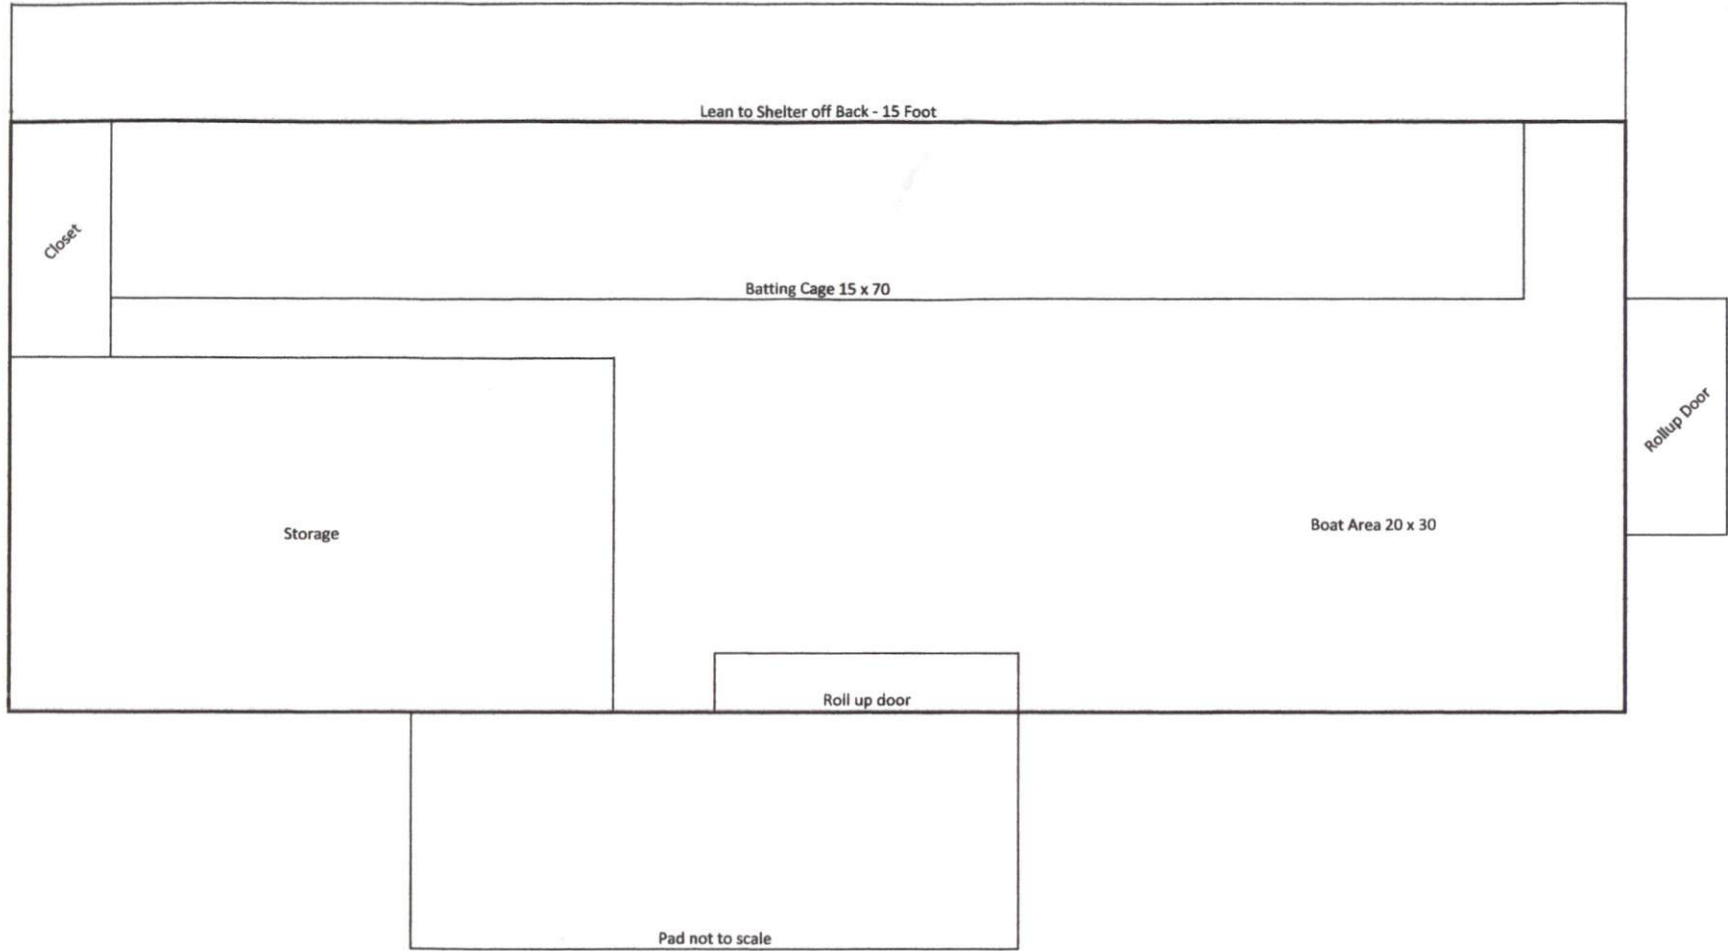 Lean to Shelter off Back - 15 Foot
Closet
Batting Cage 15 x 70
Rollup Door
Storage
Boat Area 20 x 30
Roll up door
Pad not to scale